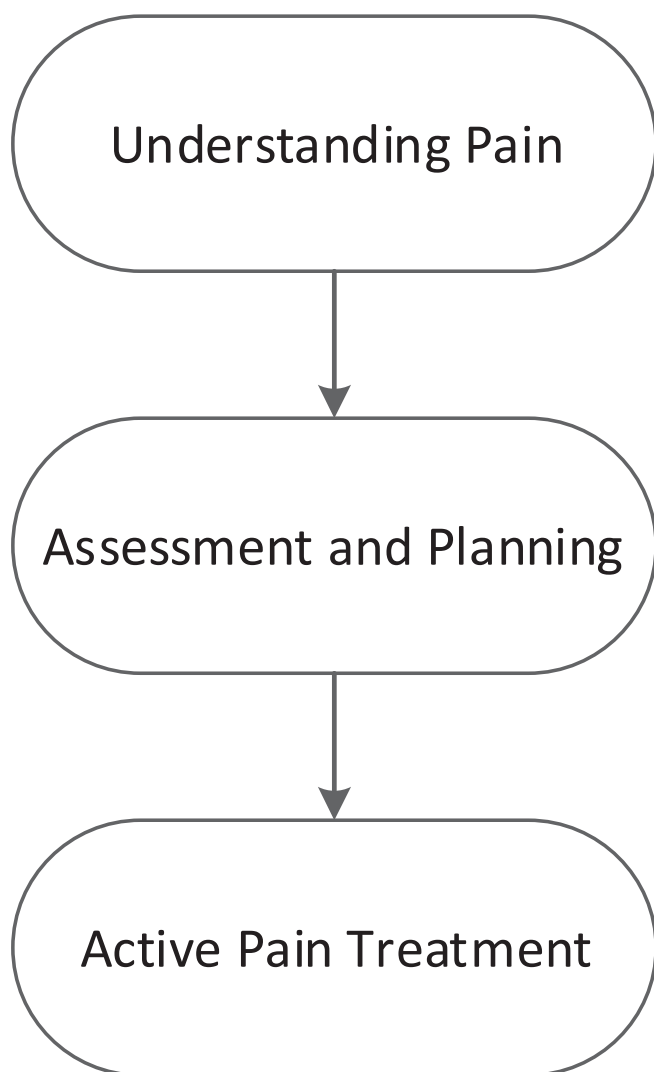 Understanding Pain
Assessment and Planning
Active Pain Treatment